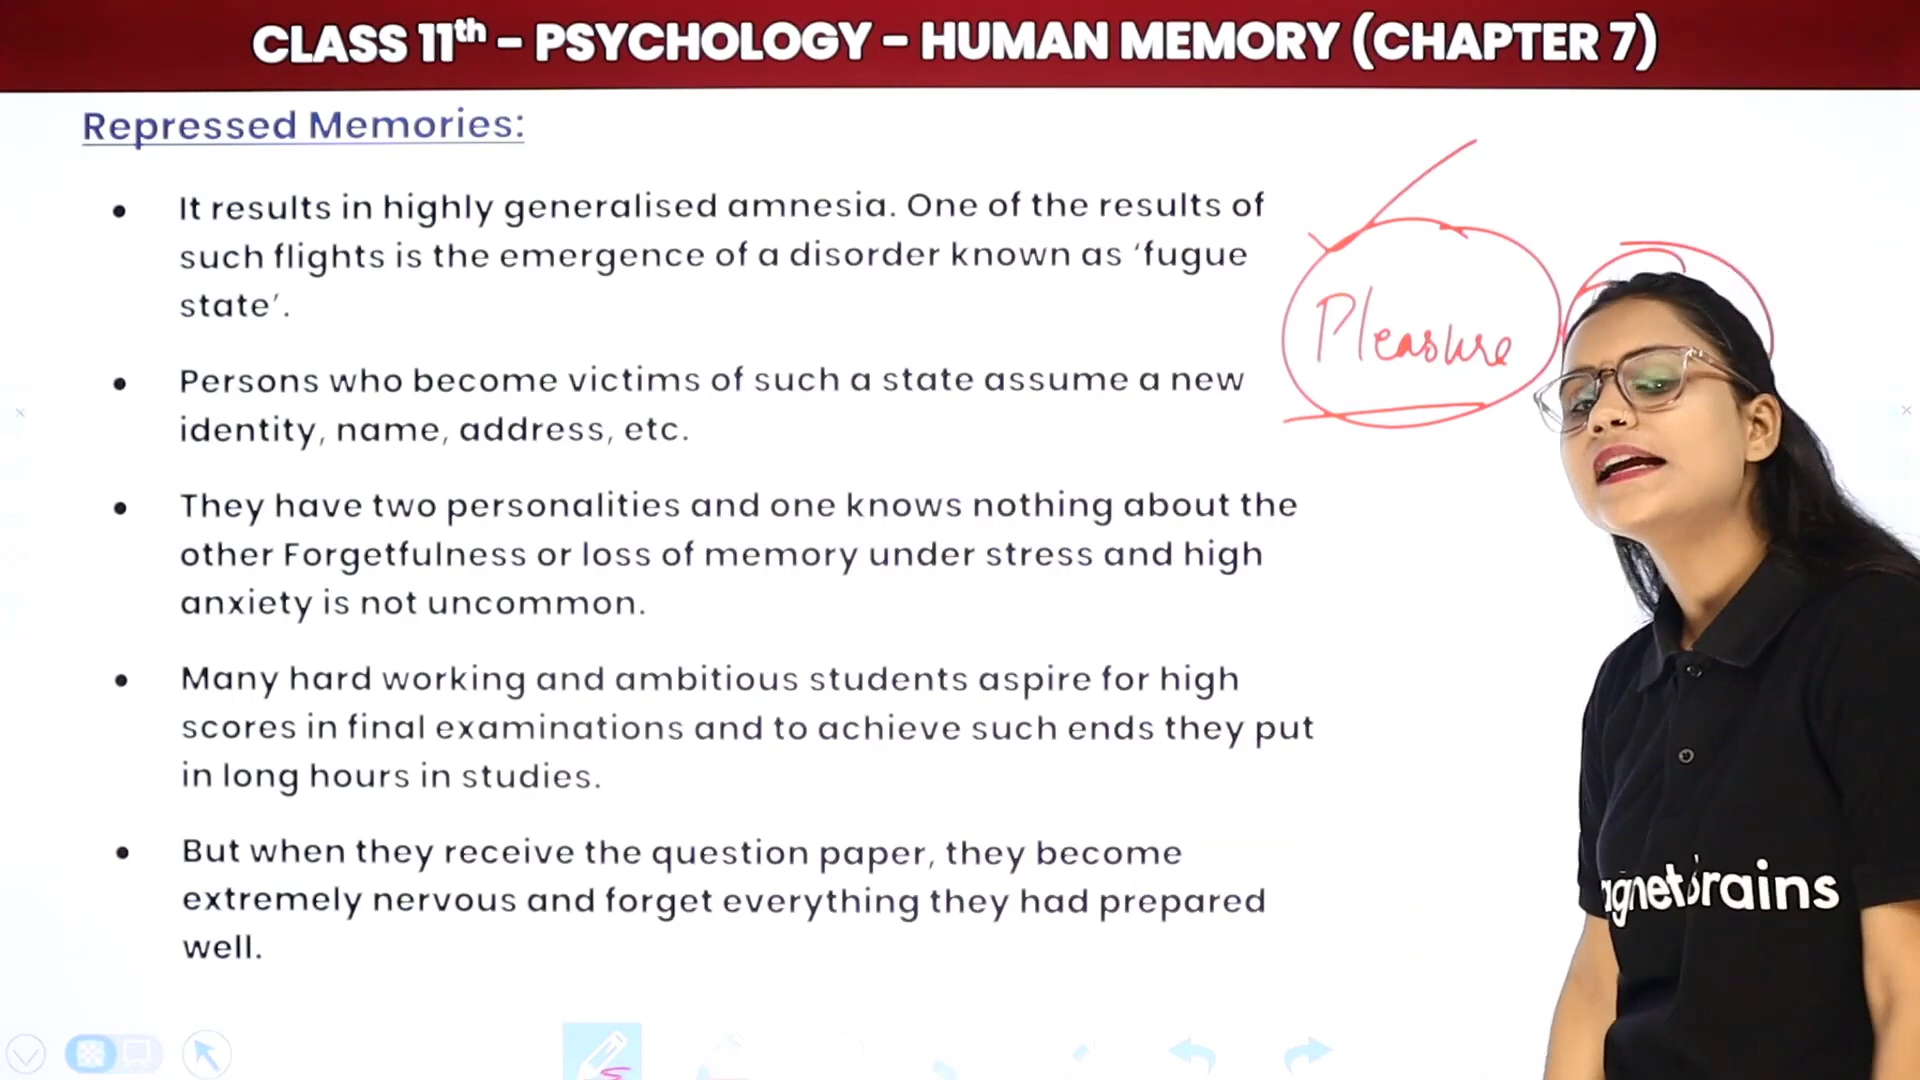 CLASS 11th – PSYCHOLOGY – HUMAN MEMORY (CHAPTER 7)
Repressed Memories:
• It results in highly generalised amnesia. One of the results of
such flights is the emergence of a disorder known as ‘fugue
state’.
• Persons who become victims of such a state assume a new
identity, name, address, etc.
• They have two personalities and one knows nothing about the
other Forgetfulness or loss of memory under stress and high
anxiety is not uncommon.
• Many hard working and ambitious students aspire for high
scores in final examinations and to achieve such ends they put
in long hours in studies.
• But when they receive the question paper, they become
extremely nervous and forget everything they had prepared
well.
Pleasure
agnet brains